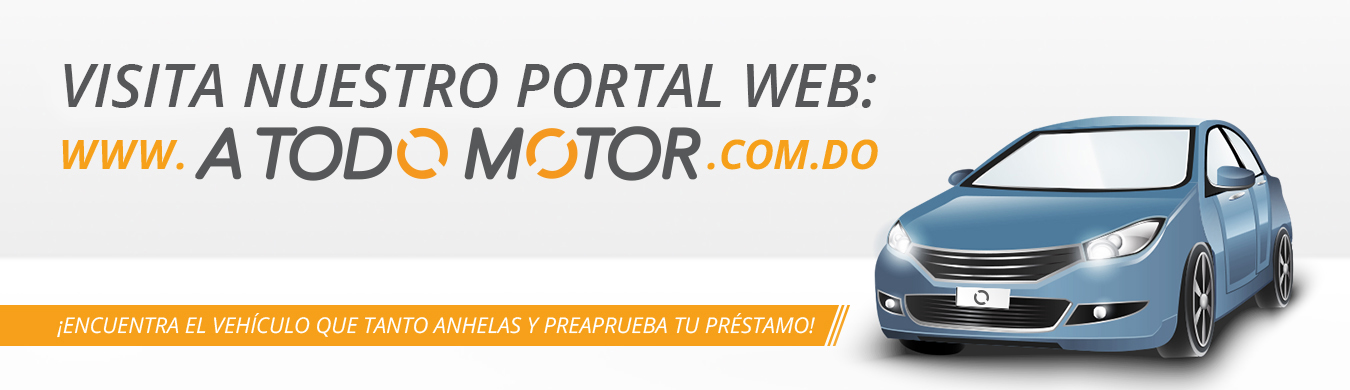 VISITA NUESTRO PORTAL WEB:
WWW. A TODO MOTOR .COM.DO
¡ENCUENTRA EL VEHÍCULO QUE TANTO ANHELAS Y PREAPRUEBA TU PRÉSTAMO!